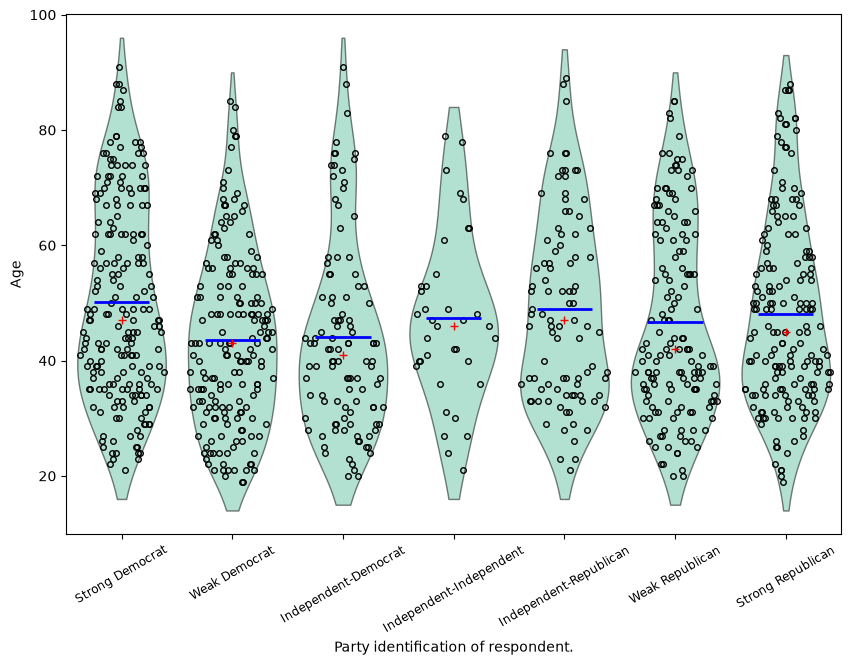 100
80
60
40
20
Age
Strong Democrat
Weak Democrat
Independent-Democrat
Independent-Independent
Independent-Republican
Weak Republican
Strong Republican
Party identification of respondent.